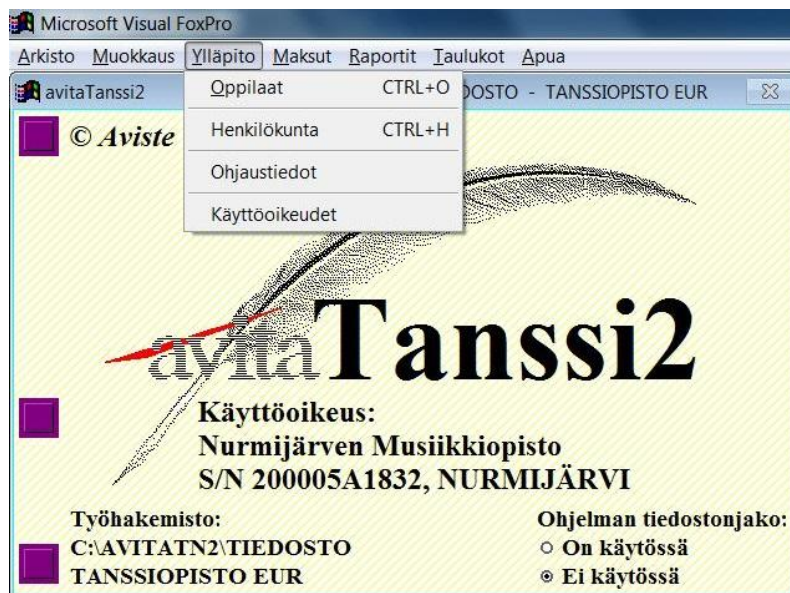 Microsoft Visual FoxPro
Arkisto Muokkaus Ylläpito Maksut Raportit Taulukot Apua
avitaTanssi2 DOSTO - TANSSIOPISTO EUR
Oppilaat CTRL+O
Henkilökunta CTRL+H
Ohjaustiedot
Käyttöoikeudet
© Aviste
avitaTanssi2
Käyttöoikeus:
Nurmijärven Musiikkiopisto
S/N 200005A1832, NURMIJÄRVI
Työhakemisto: Ohjelman tiedostonjako:
C:\AVITATN2\TIEDOSTO On käytössä
TANSSIOPISTO EUR Ei käytössä